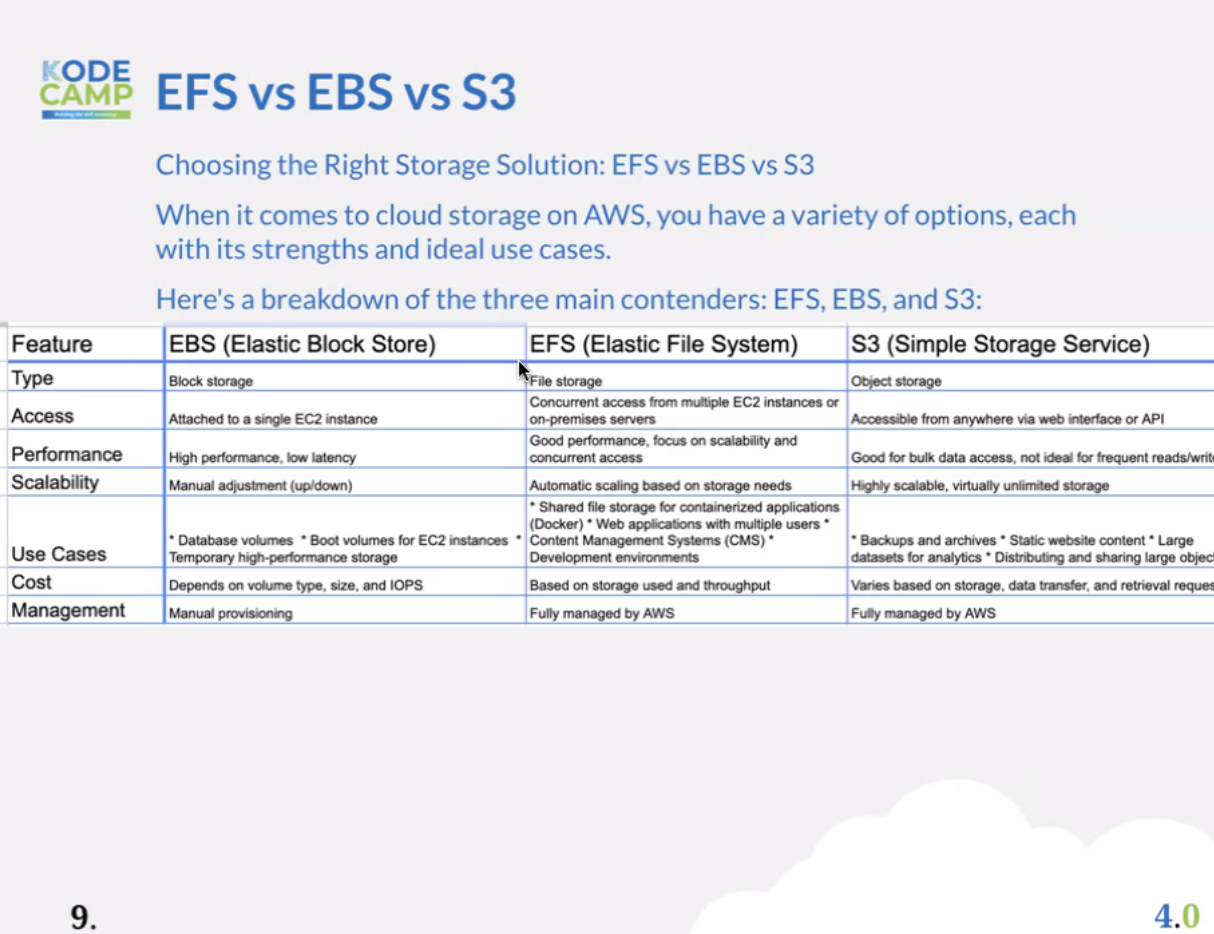 KODE
CAMP
Building the skill economy
EFS vs EBS vs S3
Choosing the Right Storage Solution: EFS vs EBS vs S3
When it comes to cloud storage on AWS, you have a variety of options, each
with its strengths and ideal use cases.
Here's a breakdown of the three main contenders: EFS, EBS, and S3:
Feature EBS (Elastic Block Store) EFS (Elastic File System) S3 (Simple Storage Service)
Type Block storage File storage Object storage
Access Attached to a single EC2 instance Concurrent access from multiple EC2 instances or
on-premises servers Accessible from anywhere via web interface or API
Performance High performance, low latency Good performance, focus on scalability and
concurrent access Good for bulk data access, not ideal for frequent reads/write
Scalability Manual adjustment (up/down) Automatic scaling based on storage needs Highly scalable, virtually unlimited storage
Use Cases * Database volumes * Boot volumes for EC2 instances *
Temporary high-performance storage
* Shared file storage for containerized applications
(Docker) * Web applications with multiple users *
Content Management Systems (CMS) *
Development environments
* Backups and archives * Static website content * Large
datasets for analytics * Distributing and sharing large object
Cost Depends on volume type, size, and IOPS Based on storage used and throughput Varies based on storage, data transfer, and retrieval reques
Management Manual provisioning Fully managed by AWS Fully managed by AWS
9.
4.0